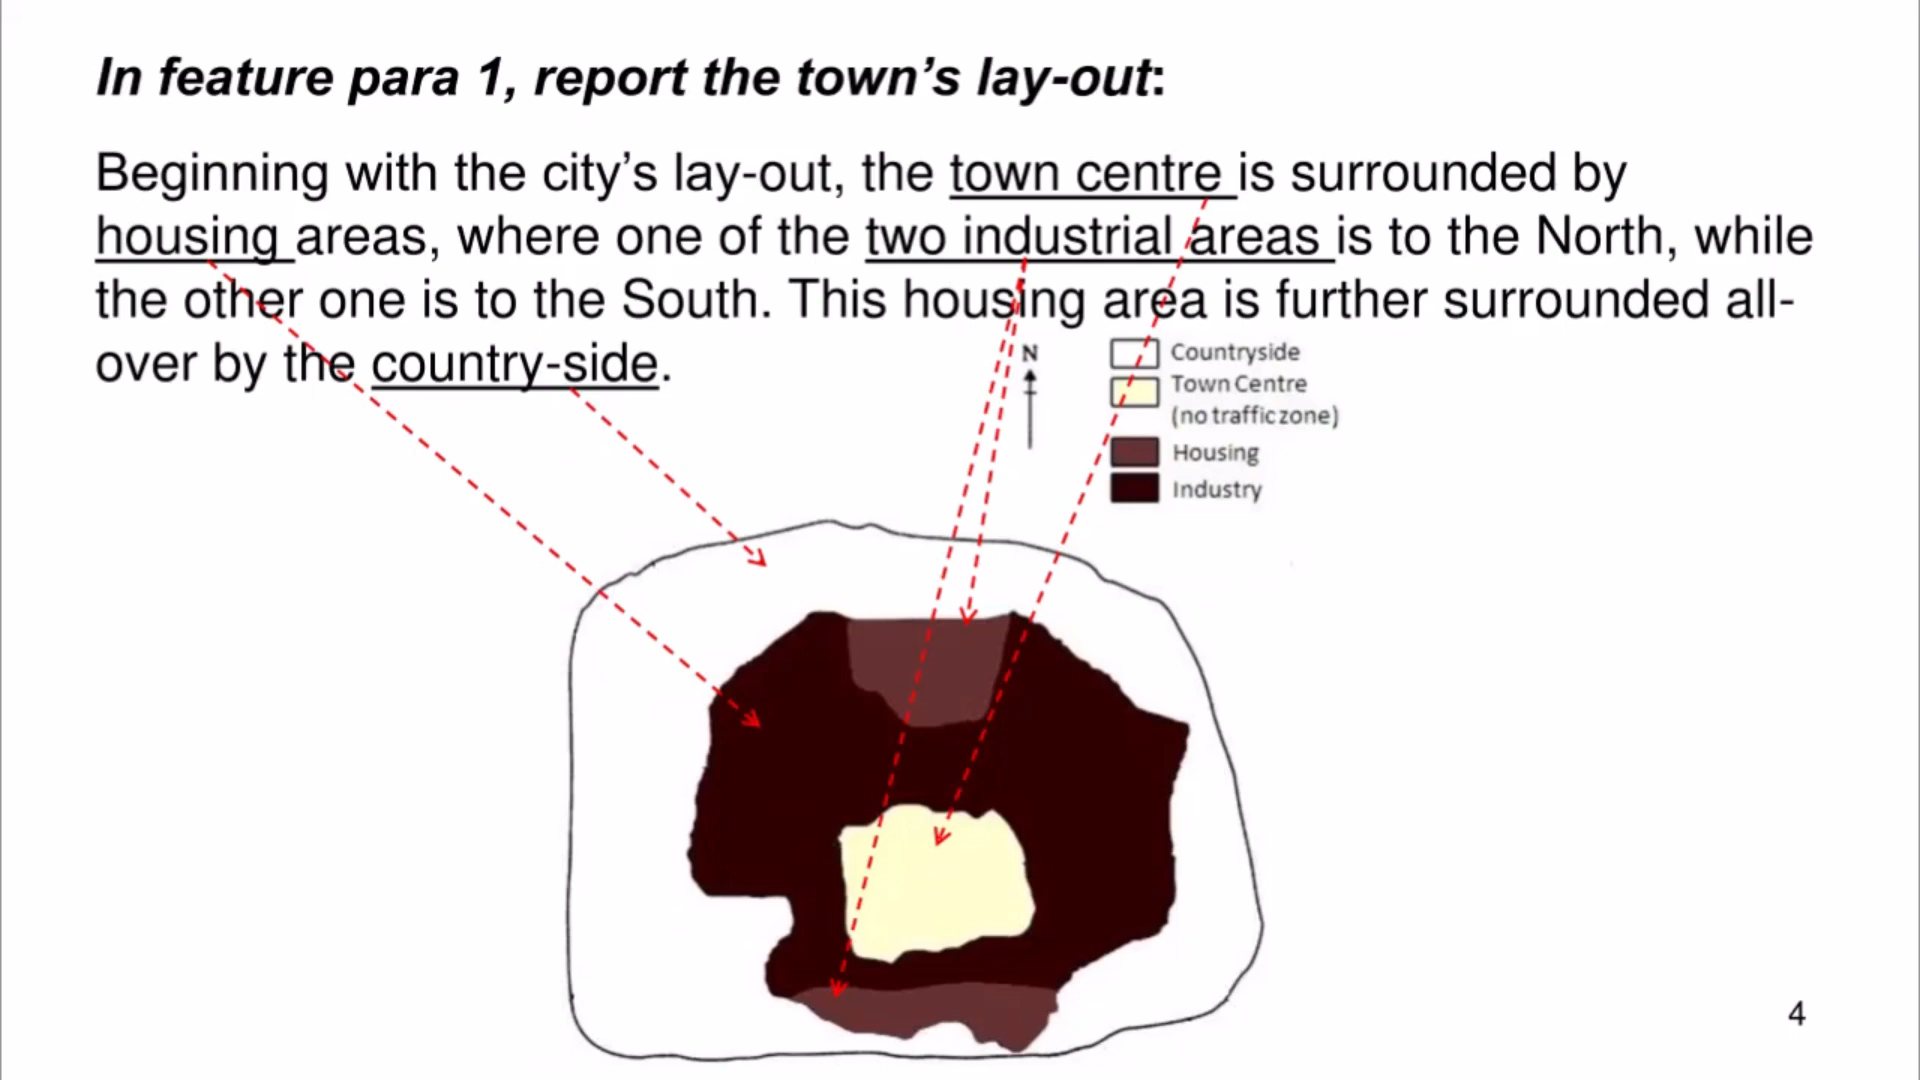 In feature para 1, report the town’s lay-out:
Beginning with the city’s lay-out, the town centre is surrounded by
housing areas, where one of the two industrial areas is to the North, while
the other one is to the South. This housing area is further surrounded all-
over by the country-side.
N
Countryside
Town Centre
(no traffic zone)
Housing
Industry
4